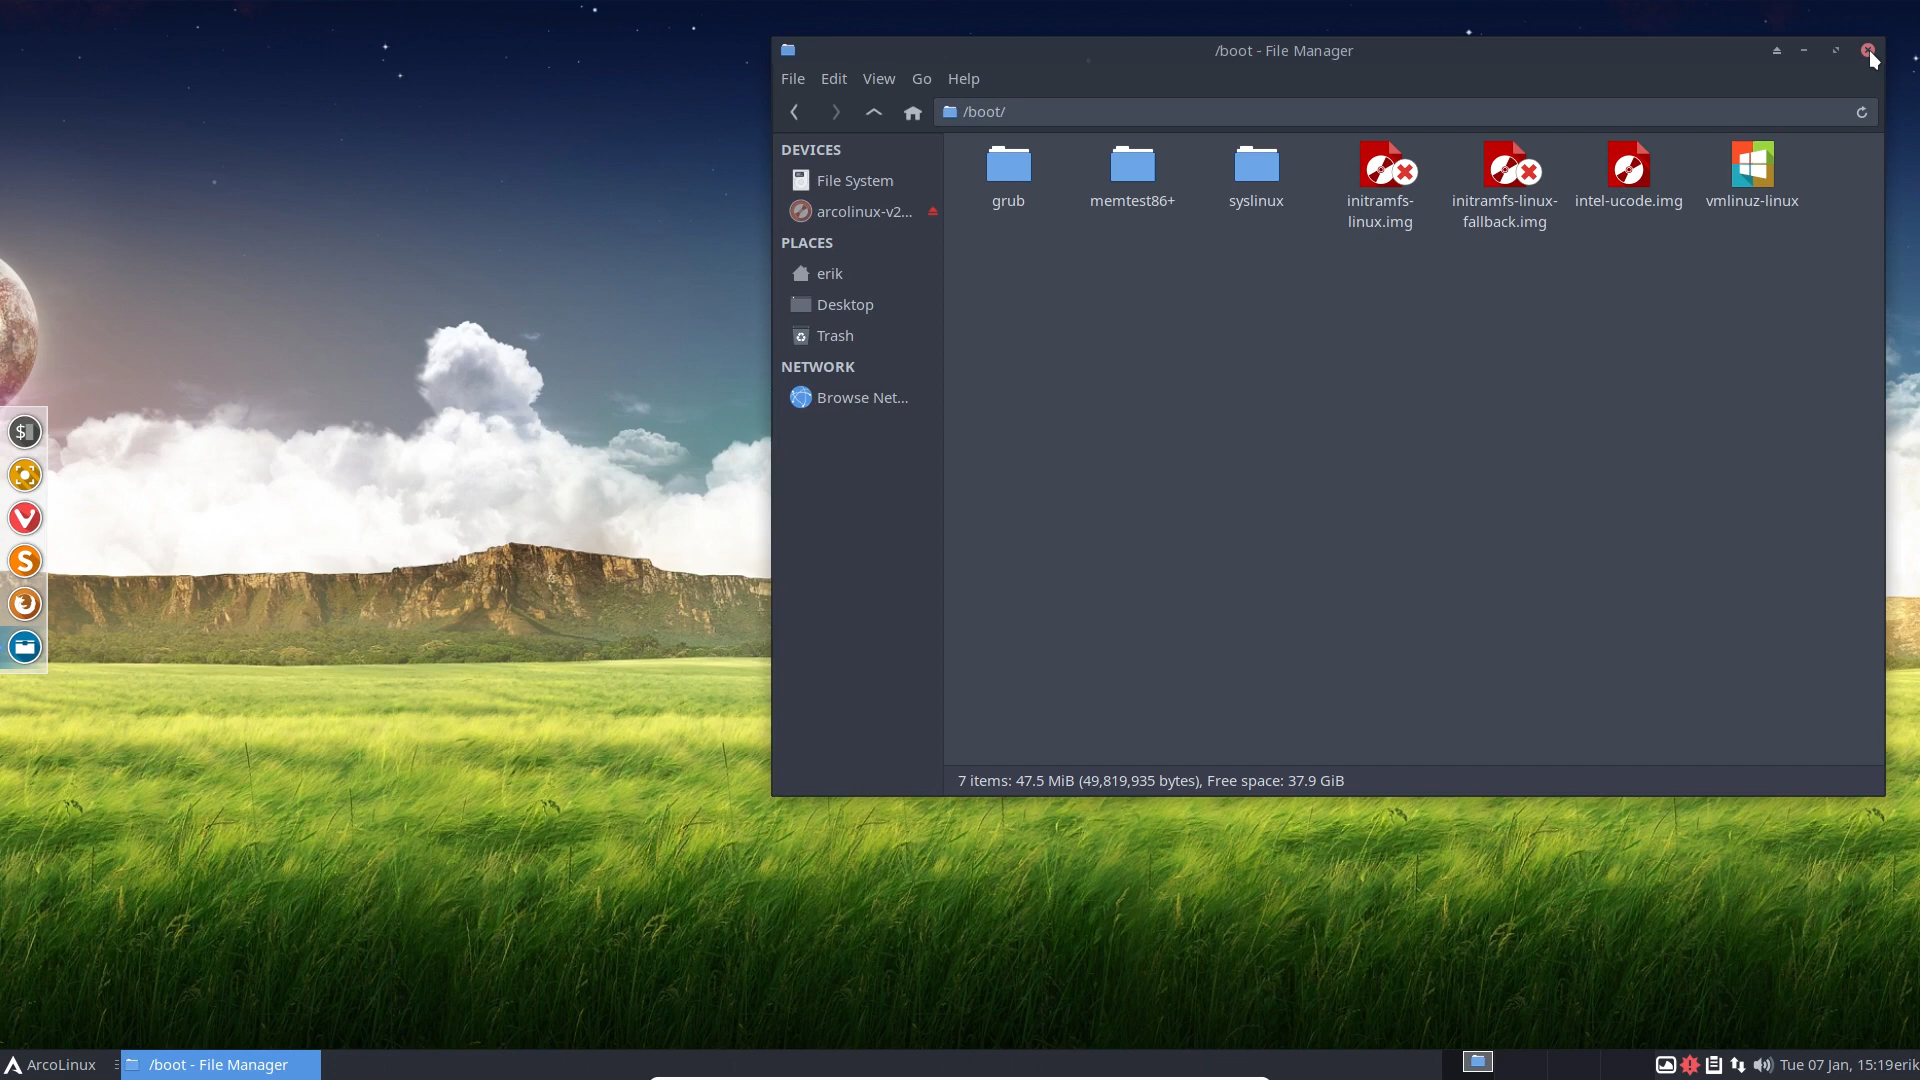 /boot - File Manager
File Edit View Go Help
/boot/
DEVICES
File System
arcolinux-v2...
PLACES
erik
Desktop
Trash
NETWORK
Browse Net...
grub
memtest86+
syslinux
initramfs-
linux.img
initramfs-linux-
fallback.img
intel-ucode.img
vmlinuz-linux
7 items: 47.5 MiB (49,819,935 bytes), Free space: 37.9 GiB
$
S
ArcoLinux
/boot - File Manager
Tue 07 Jan, 15:19
erik